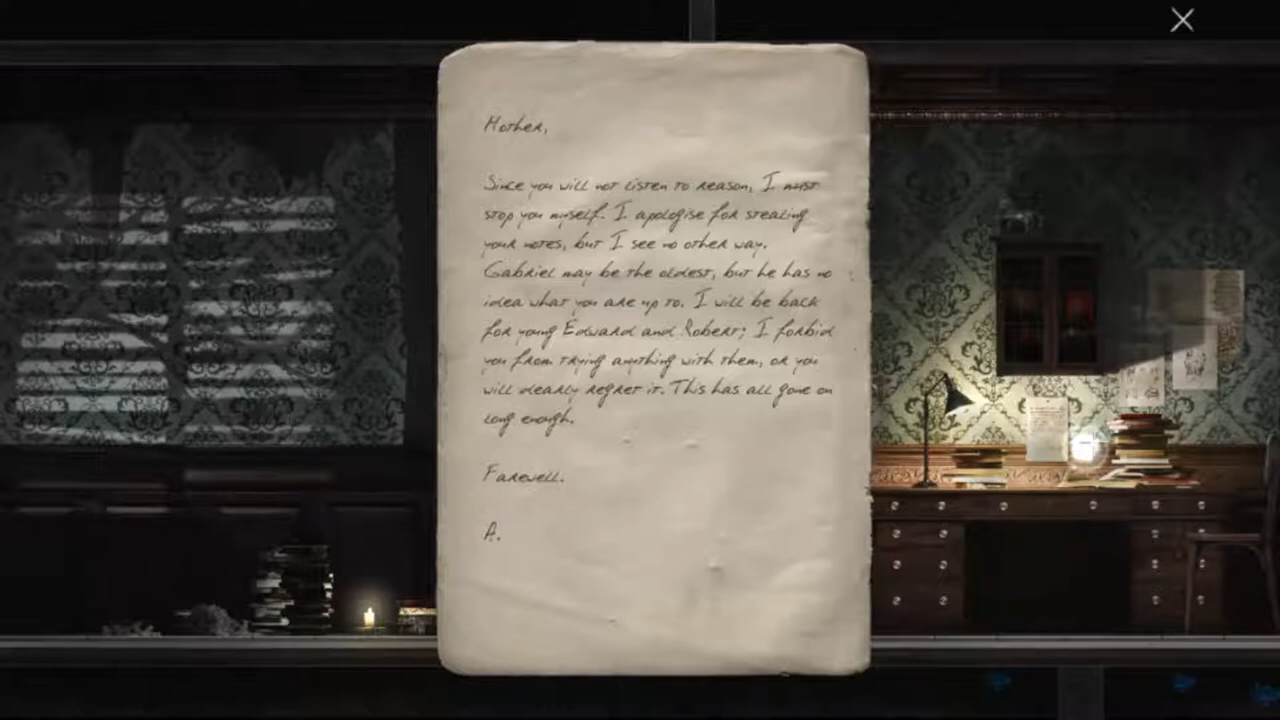 Mother,
Since you will not listen to reason, I must
stop you myself. I apologise for stealing
your notes, but I see no other way.
Gabriel may be the oldest, but he has no
idea what you are up to. I will be back
for young Edward and Robert; I forbid
you from trying anything with them, or you
will dearly regret it. This has all gone on
long enough.
Farewell.
A.